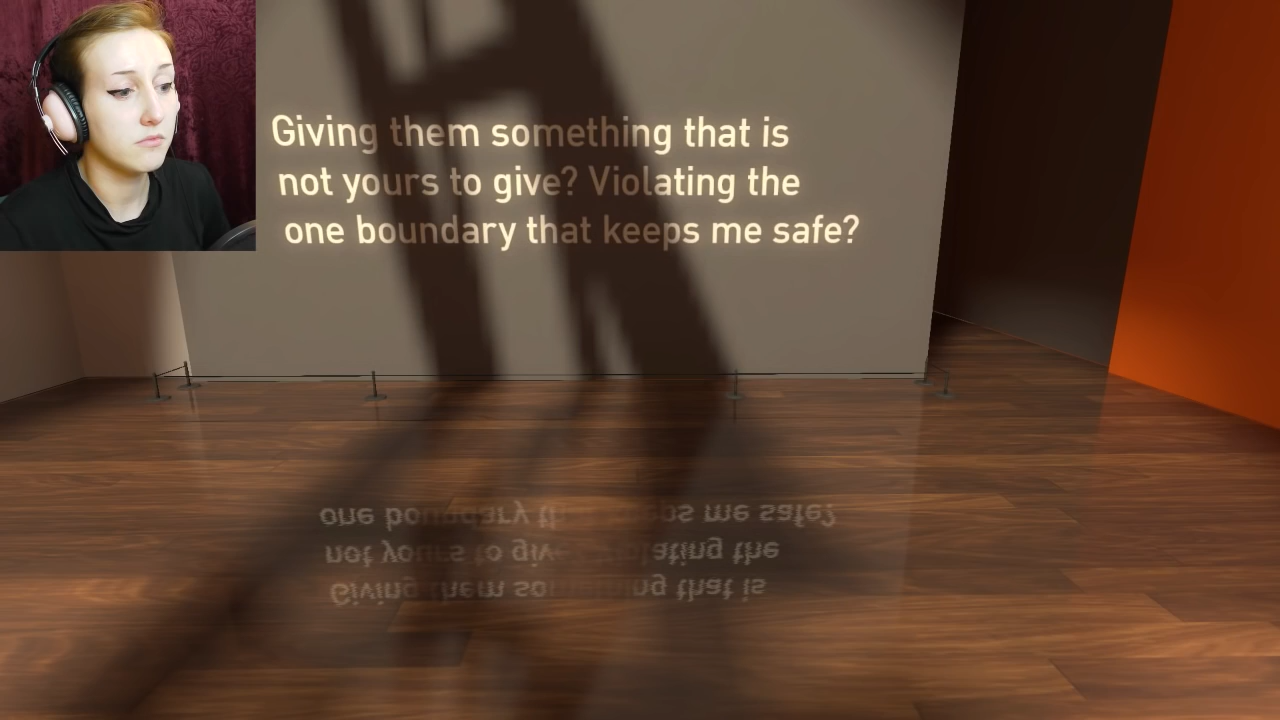 Giving them something that is
not yours to give? Violating the
one boundary that keeps me safe?